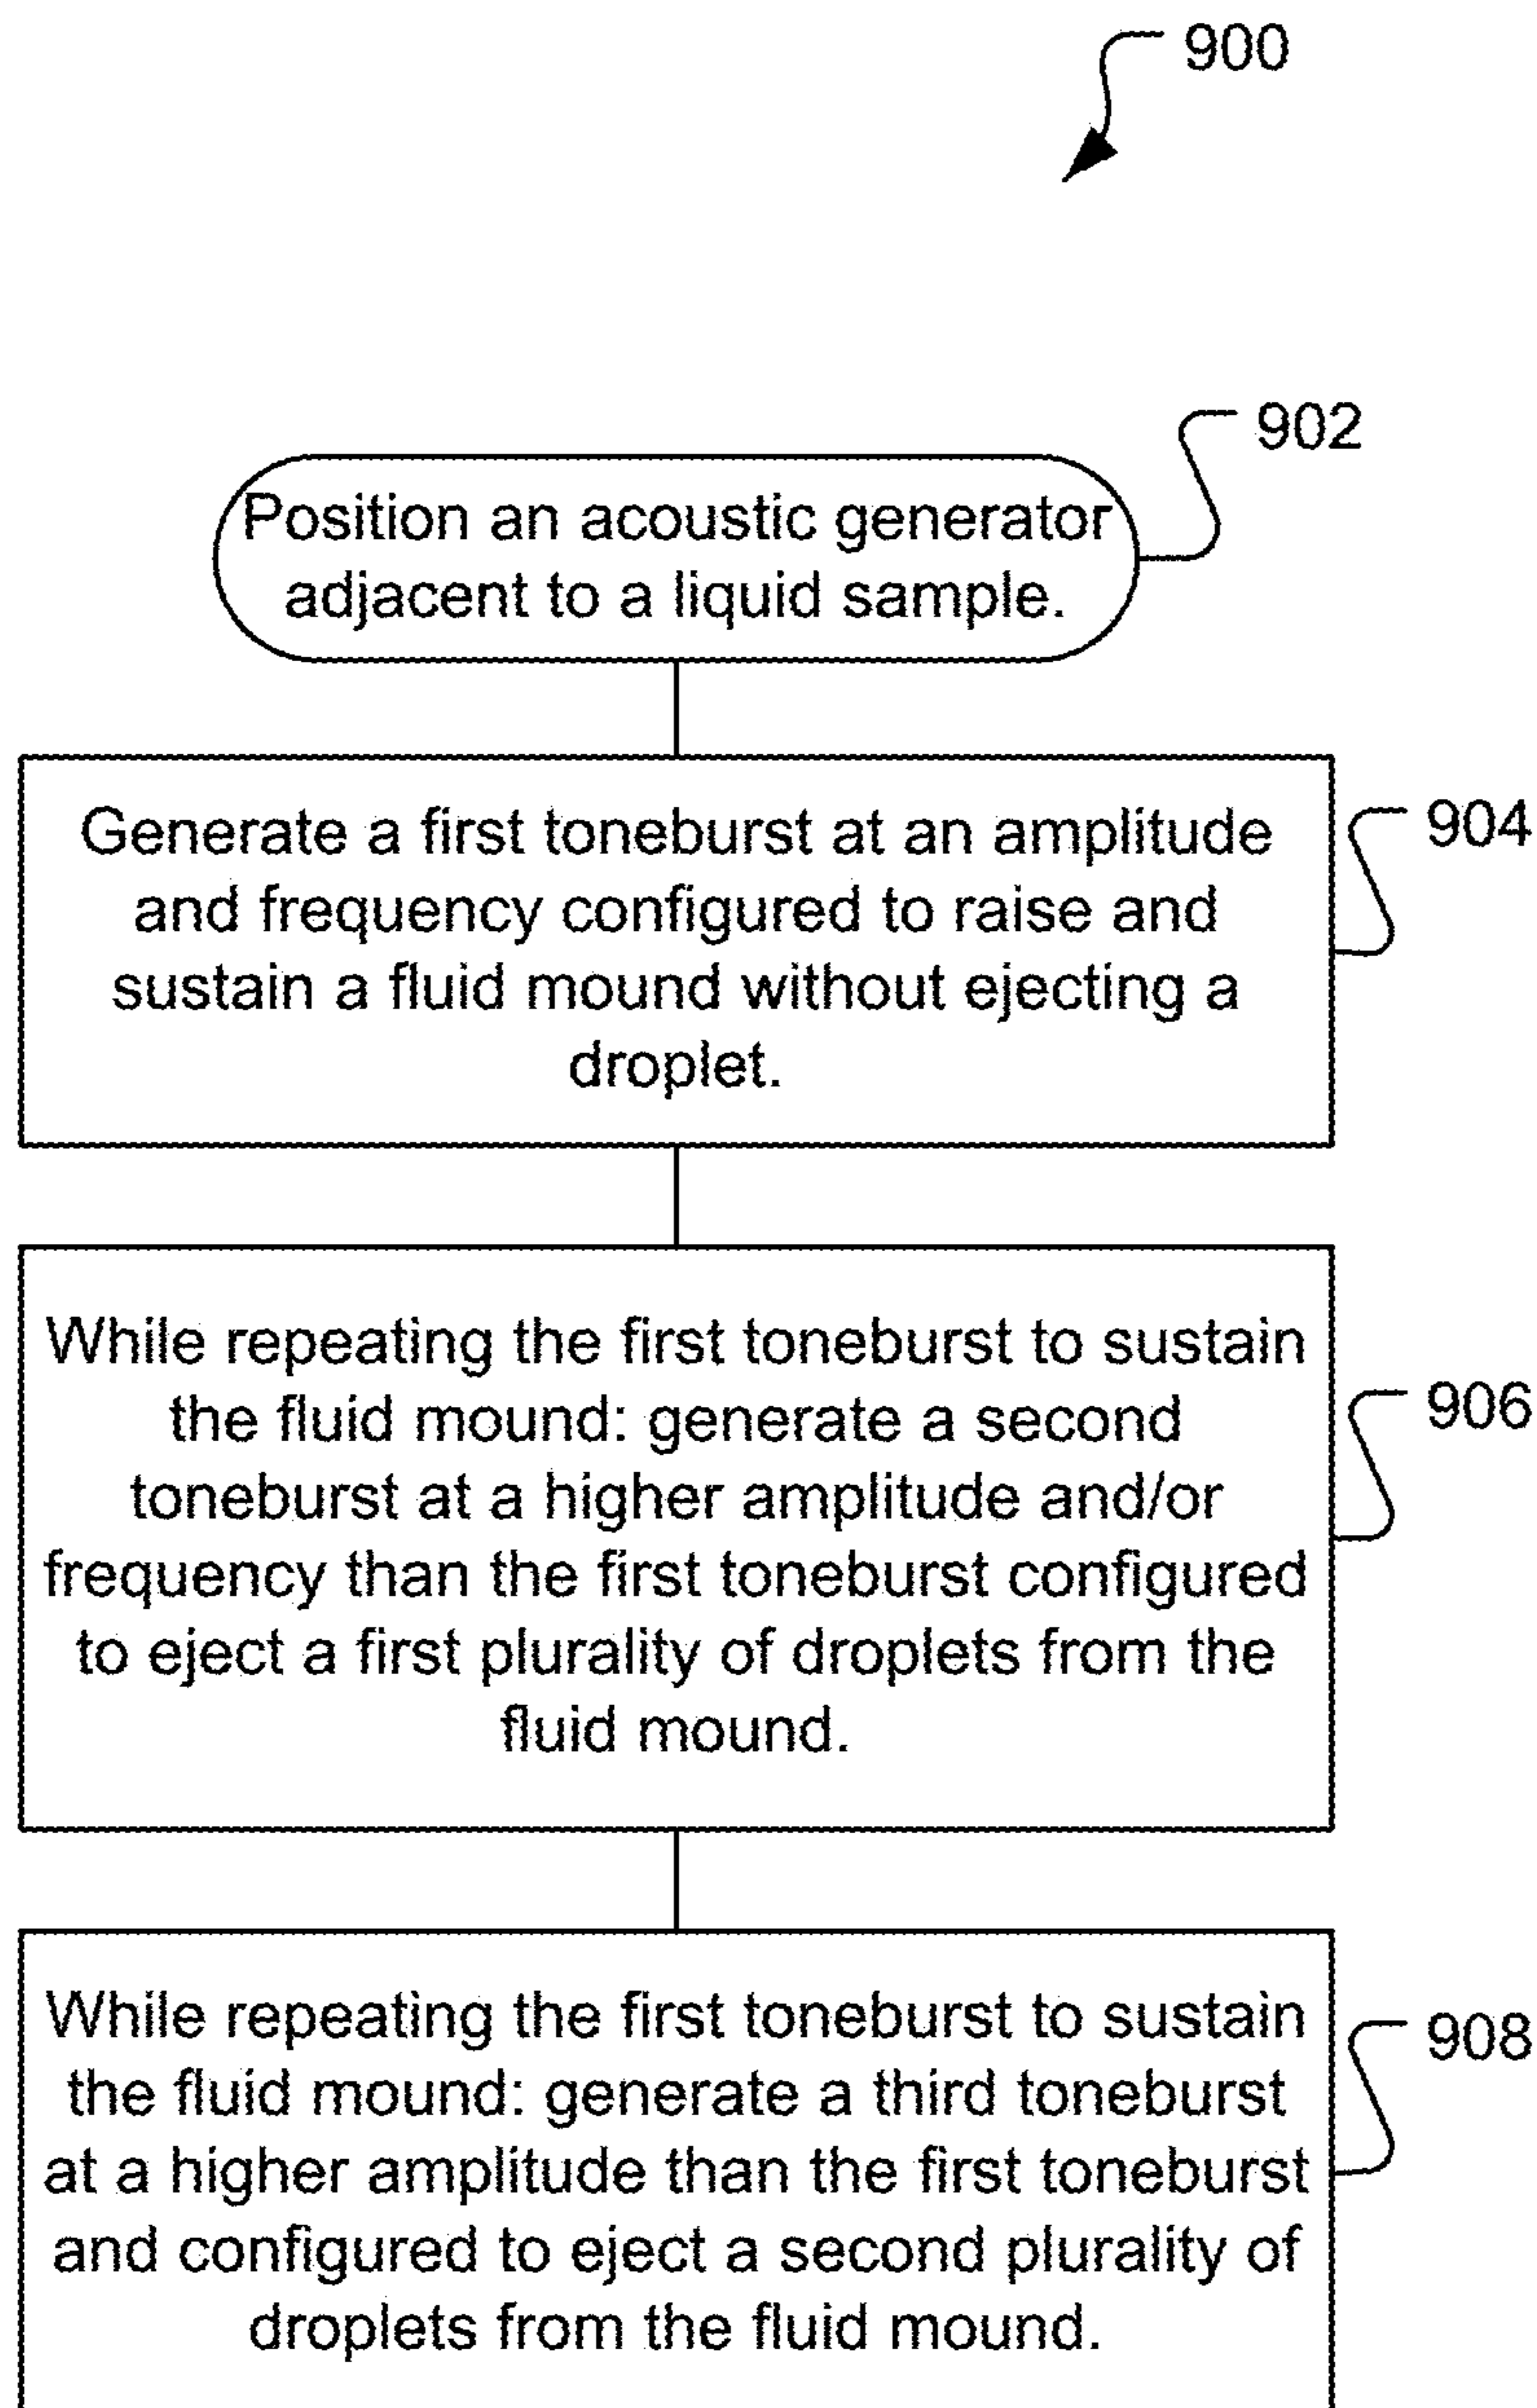 900
902
Position an acoustic generator
adjacent to a liquid sample.
904
Generate a first toneburst at an amplitude
and frequency configured to raise and
sustain a fluid mound without ejecting a
droplet.
906
While repeating the first toneburst to sustain
the fluid mound: generate a second
toneburst at a higher amplitude and/or
frequency than the first toneburst configured
to eject a first plurality of droplets from the
fluid mound.
908
While repeating the first toneburst to sustain
the fluid mound: generate a third toneburst
at a higher amplitude than the first toneburst
and configured to eject a second plurality of
droplets from the fluid mound.